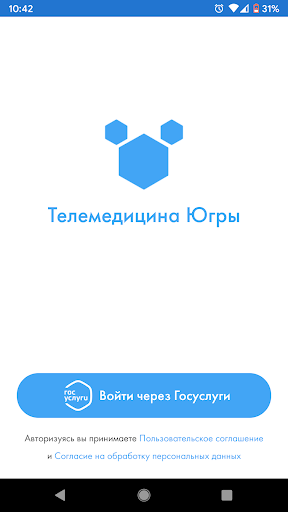 10:42
31%
Телемедицина Югры
гос
услуги
Войти через Госуслуги
Авторизуясь вы принимаете Пользовательское соглашение
и Согласие на обработку персональных данных